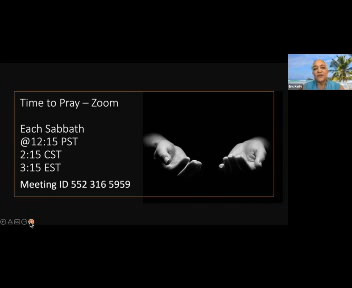 Time to Pray – Zoom
Each Sabbath
@12:15 PST
2:15 CST
3:15 EST
Meeting ID 552 316 5959